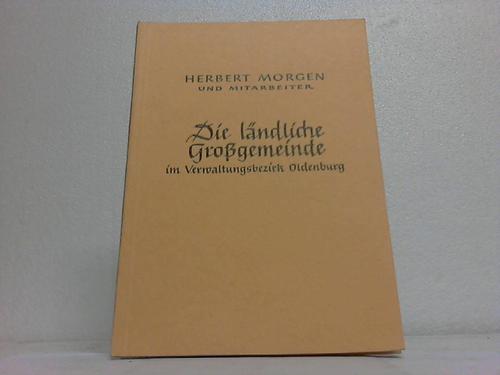 HERBERT MORGEN
UND MITARBEITER
Die ländliche
Großgemeinde
im Verwaltungsbezirk Oldenburg